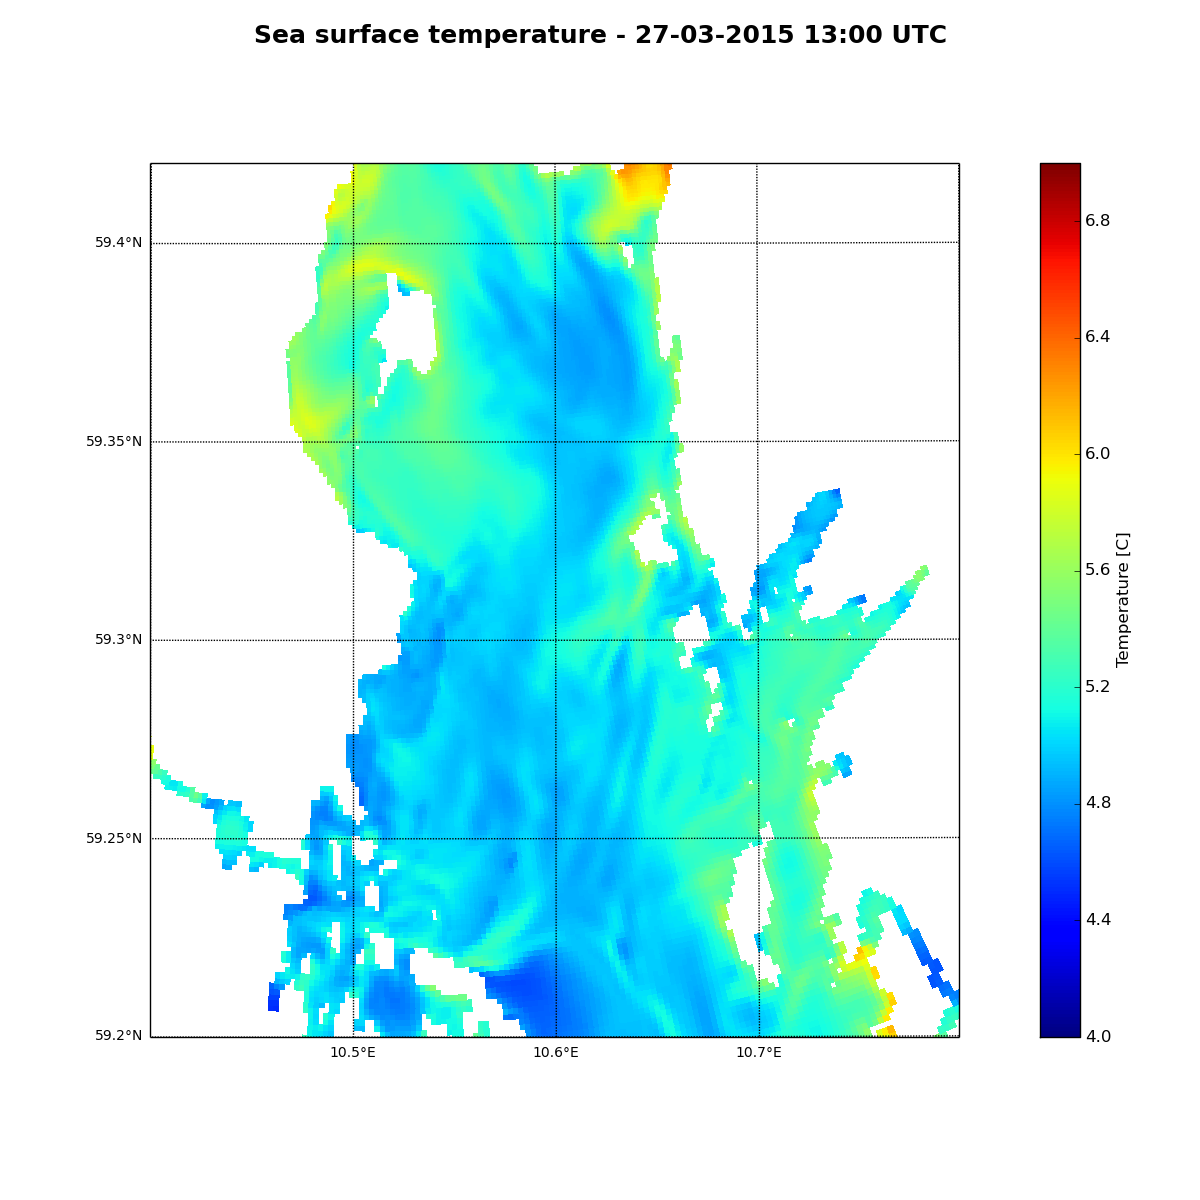 Sea surface temperature - 27-03-2015 13:00 UTC
59.4°N
59.35°N
59.3°N
59.25°N
59.2°N
10.5°E
10.6°E
10.7°E
6.8
6.4
6.0
5.6
5.2
4.8
4.4
4.0
Temperature [C]